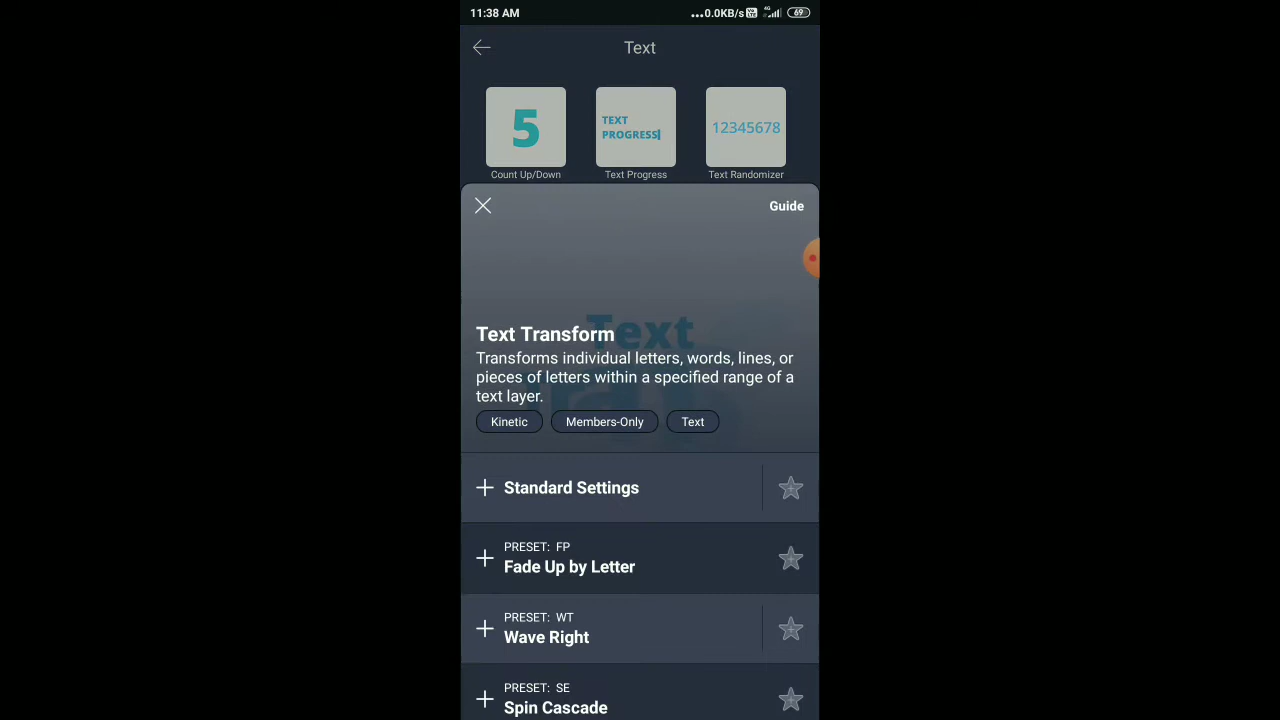 11:38 AM
...0.0KB/s
4G
69
Text
5
TEXT
PROGRESS
12345678
Count Up/Down
Text Progress
Text Randomizer
Guide
Text
Text Transform
Transforms individual letters, words, lines, or
pieces of letters within a specified range of a
text layer.
Kinetic
Members-Only
Text
Standard Settings
PRESET: FP
Fade Up by Letter
PRESET: WT
Wave Right
PRESET: SE
Spin Cascade